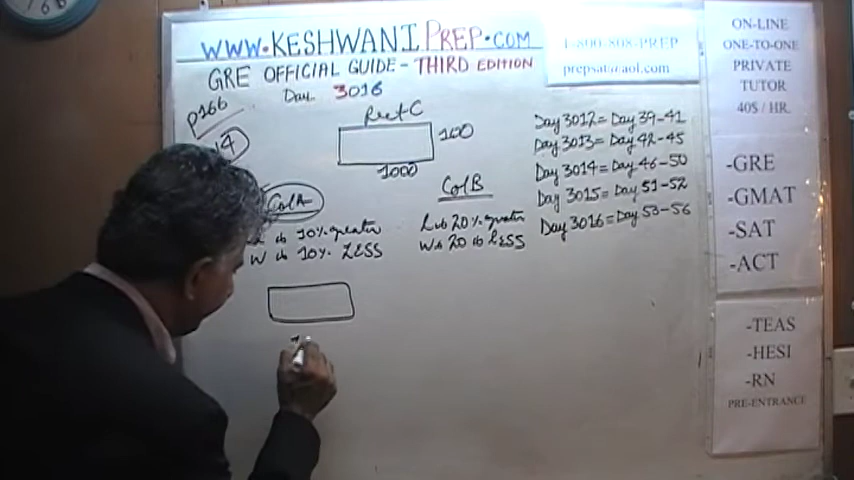 WWW.KESHWANIPREP.COM
GRE OFFICIAL GUIDE - THIRD EDITION
Day 3016
P166
14
Rect C
100
1000
Col A
10% greater
W is 10% LESS
Col B
L is 20% greater
W is 20 is LESS
1-800-808-PREP
prepsat@aol.com
Day 3012 = Day 39-41
Day 3013 = Day 42-45
Day 3014 = Day 46-50
Day 3015 = Day 51-52
Day 3016 = Day 53-56
ON-LINE
ONE-TO-ONE
PRIVATE
TUTOR
40$ / HR.
-GRE
-GMAT
-SAT
-ACT
-TEAS
-HESI
-RN
PRE-ENTRANCE